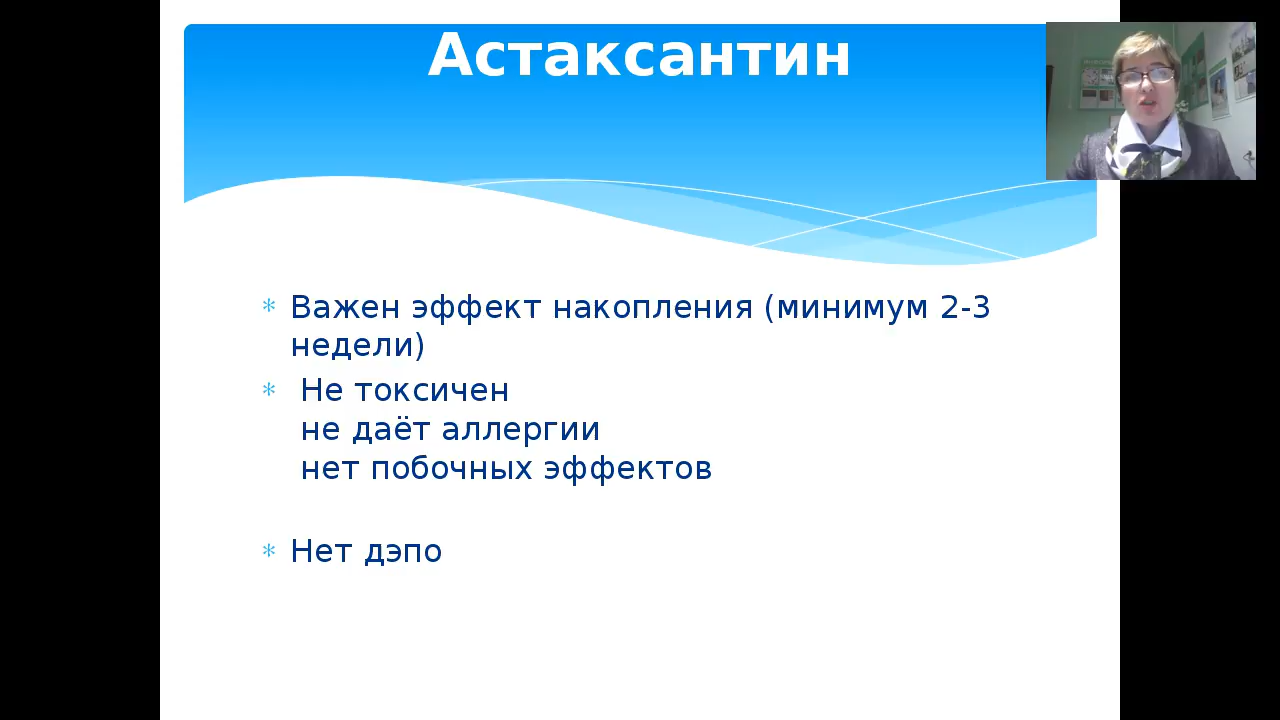 Астаксантин
* Важен эффект накопления (минимум 2-3
недели)
* Не токсичен
не даёт аллергии
нет побочных эффектов
* Нет дэпо